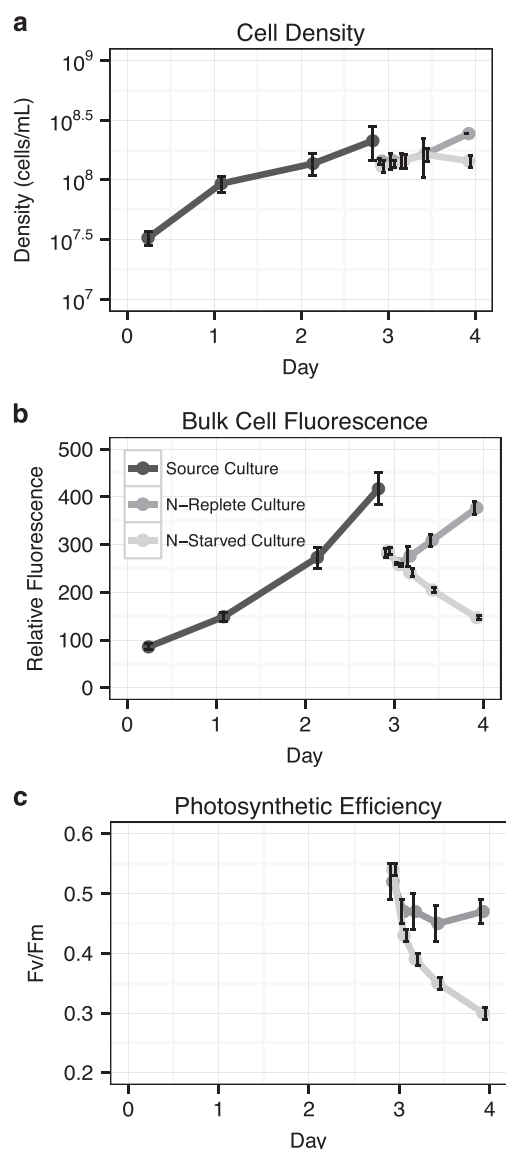 a
Cell Density
Density (cells/mL)
10^9
10^8.5
10^8
10^7.5
10^7
0 1 2 3 4
Day
b
Bulk Cell Fluorescence
Relative Fluorescence
500
400
300
200
100
0
Source Culture
N−Replete Culture
N−Starved Culture
0 1 2 3 4
Day
c
Photosynthetic Efficiency
Fv/Fm
0.6
0.5
0.4
0.3
0.2
0 1 2 3 4
Day